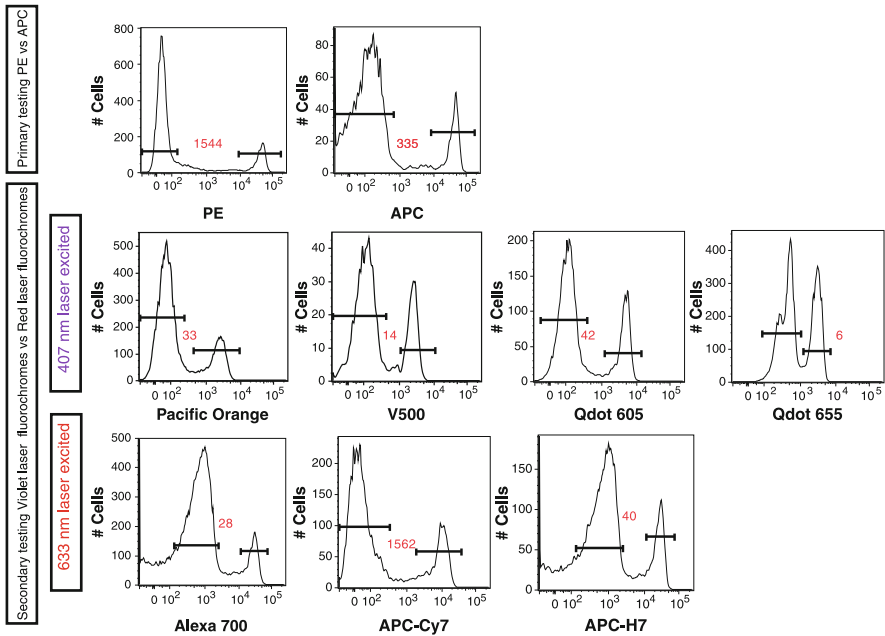 Primary testing PE vs APC
# Cells
800
600
400
200
0
1544
0 10² 10³ 10⁴ 10⁵
PE
# Cells
80
60
40
20
0
335
0 10² 10³ 10⁴ 10⁵
APC
Secondary testing Violet laser fluorochromes vs Red laser fluorochromes
407 nm laser excited
# Cells
500
400
300
200
100
0
33
0 10² 10³ 10⁴ 10⁵
Pacific Orange
# Cells
40
30
20
10
0
14
0 10² 10³ 10⁴ 10⁵
V500
# Cells
200
150
100
50
0
42
0 10² 10³ 10⁴ 10⁵
Qdot 605
# Cells
400
300
200
100
0
6
0 10² 10³ 10⁴ 10⁵
Qdot 655
633 nm laser excited
# Cells
500
400
300
200
100
0
28
0 10² 10³ 10⁴ 10⁵
Alexa 700
# Cells
200
150
100
50
0
1562
0 10² 10³ 10⁴ 10⁵
APC-Cy7
# Cells
150
100
50
0
40
0 10² 10³ 10⁴ 10⁵
APC-H7